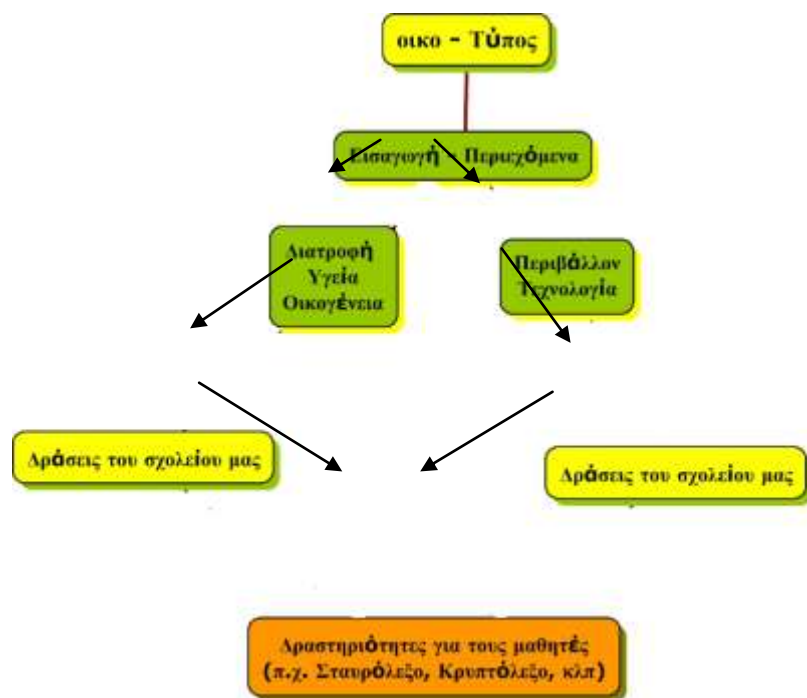 οικο - Τύπος
Εισαγωγή - Περιεχόμενα
Διατροφή
Υγεία
Οικογένεια
Περιβάλλον
Τεχνολογία
Δράσεις του σχολείου μας
Δράσεις του σχολείου μας
Δραστηριότητες για τους μαθητές
(π.χ. Σταυρόλεξο, Κρυπτόλεξο, κλπ)